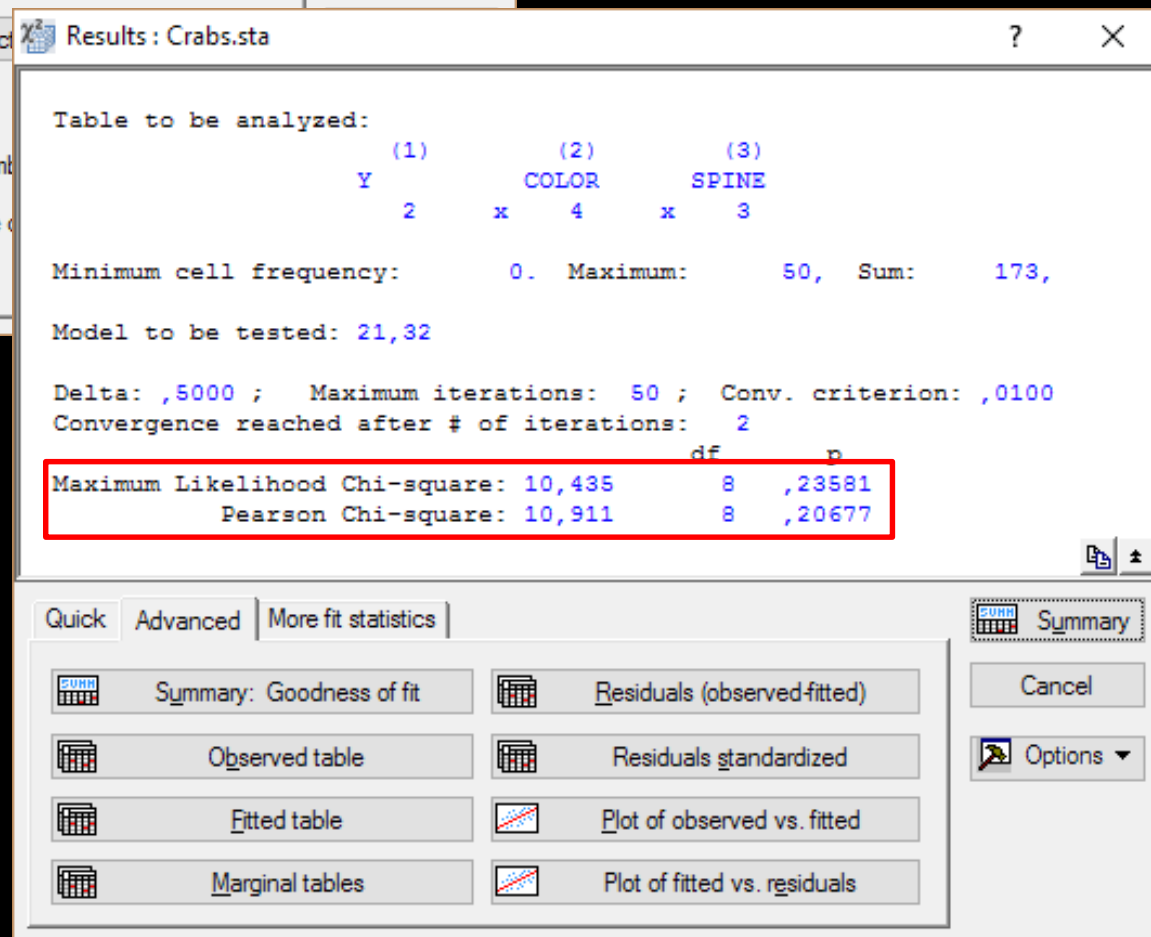 Results : Crabs.sta ? ×
Table to be analyzed:
(1) (2) (3)
Y COLOR SPINE
2 x 4 x 3
Minimum cell frequency: 0. Maximum: 50, Sum: 173,
Model to be tested: 21,32
Delta: ,5000 ; Maximum iterations: 50 ; Conv. criterion: ,0100
Convergence reached after # of iterations: 2
df p
Maximum Likelihood Chi-square: 10,435 8 ,23581
Pearson Chi-square: 10,911 8 ,20677
Quick Advanced More fit statistics
Summary
Cancel
Options
Summary: Goodness of fit
Residuals (observed-fitted)
Observed table
Residuals standardized
Fitted table
Plot of observed vs. fitted
Marginal tables
Plot of fitted vs. residuals